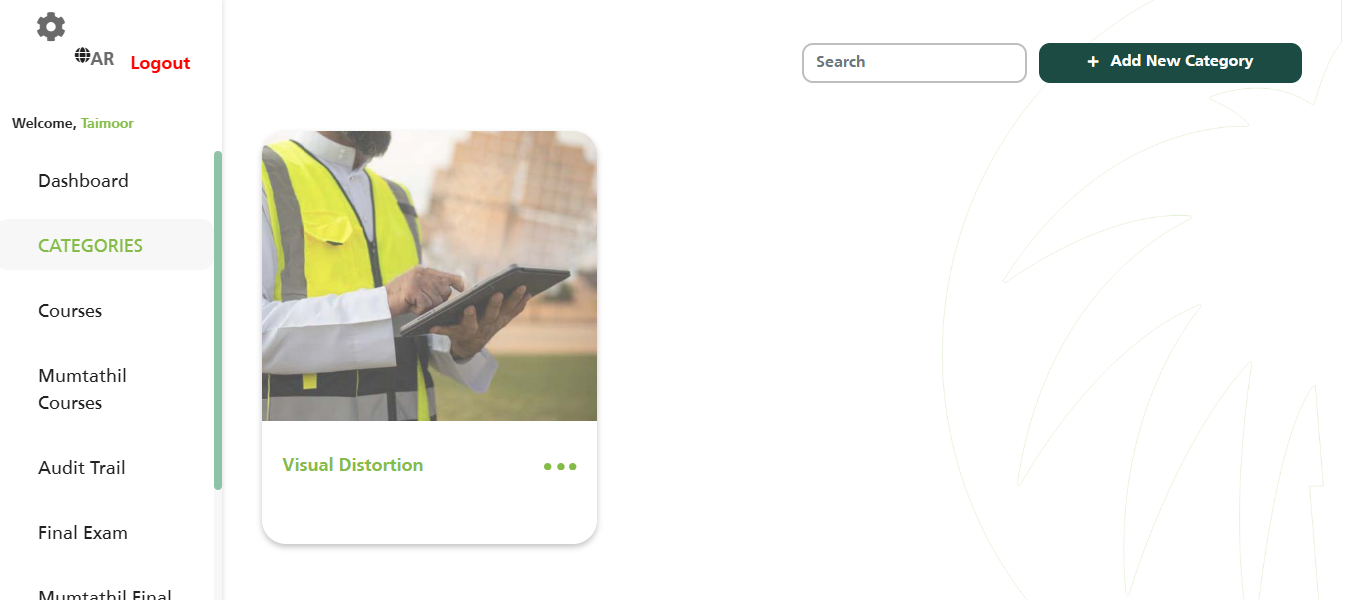 AR
Logout
Welcome, Taimoor
Dashboard
CATEGORIES
Courses
Mumtathil
Courses
Audit Trail
Final Exam
Mumtathil Final
Search
+ Add New Category
Visual Distortion